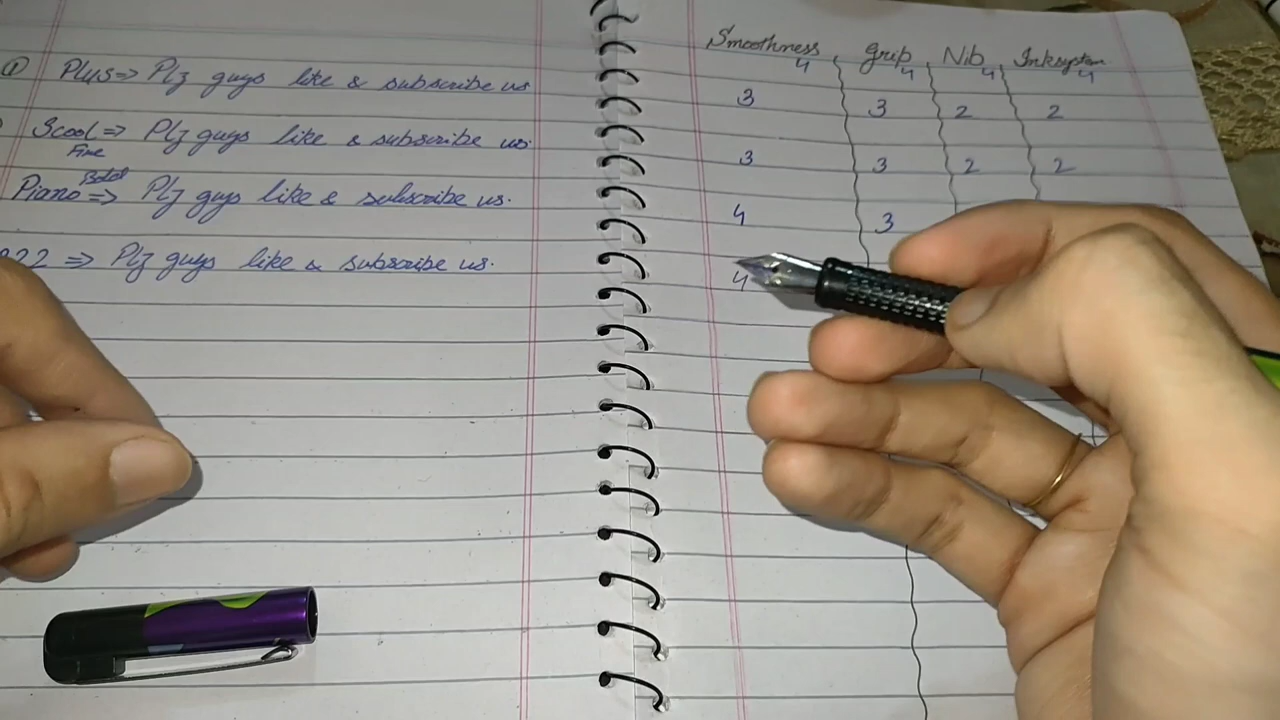 ① Plus => Plz guys like & subscribe us
Scool => Plz guys like & subscribe us.
Fine
Bold
Piano => Plz guys like & subscribe us.
222 => Plz guys like & subscribe us.
Smoothness Grip Nib Inksystem
4 4 4 4
3 3 2 2
3 3 2 2
4 3
4